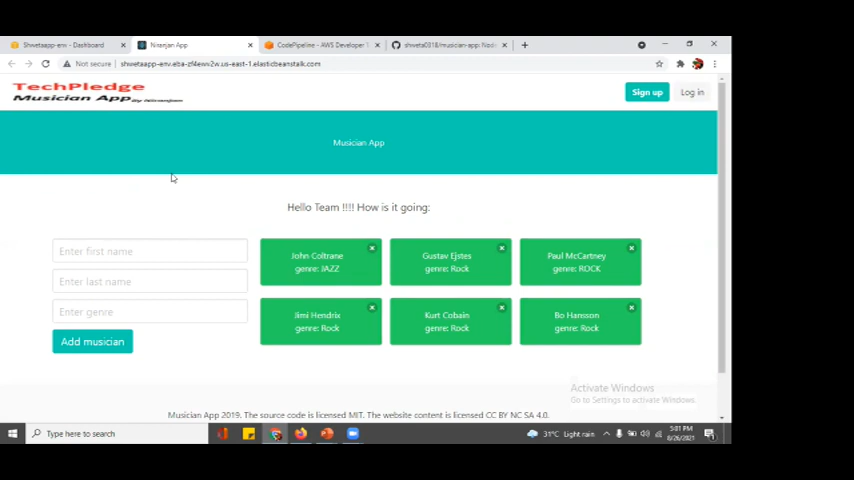 Shwetaapp-env - Dashboard
Niranjan App
CodePipeline - AWS Developer T
shweta0318/musician-app: Node
Not secure
shwetaapp-env.eba-zf4ewv2w.us-east-1.elasticbeanstalk.com
TechPledge
Musician App By Niranjan
Sign up
Log in
Musician App
Hello Team !!!! How is it going:
Enter first name
Enter last name
Enter genre
Add musician
John Coltrane
genre: JAZZ
Gustav Ejstes
genre: Rock
Paul McCartney
genre: ROCK
Jimi Hendrix
genre: Rock
Kurt Cobain
genre: Rock
Bo Hansson
genre: Rock
Activate Windows
Go to Settings to activate Windows.
Musician App 2019. The source code is licensed MIT. The website content is licensed CC BY NC SA 4.0.
Type here to search
31°C Light rain
5:01 PM
8/26/2021